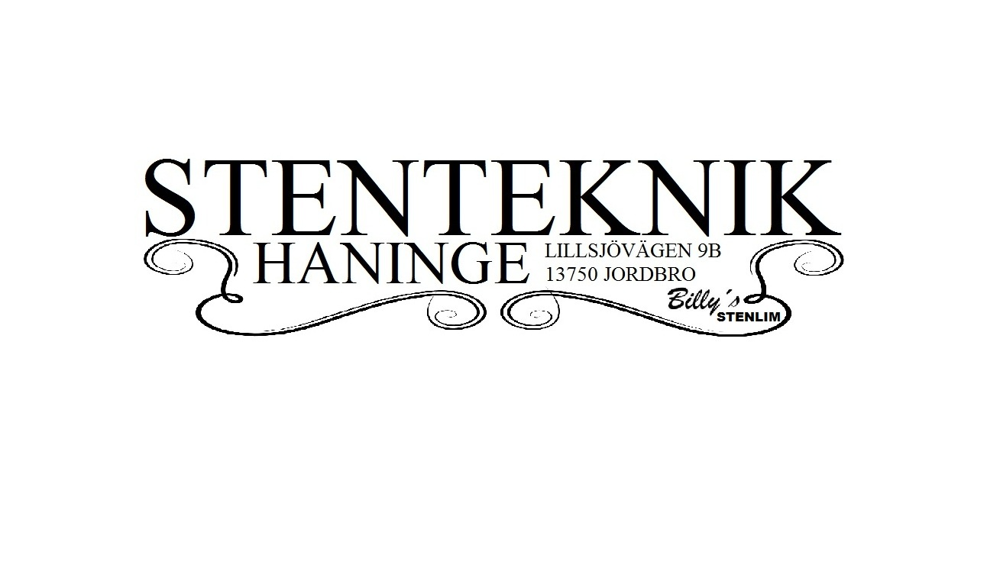 STENTEKNIK
HANINGE
LILLSJÖVÄGEN 9B
13750 JORDBRO
Billy´s
STENLIM